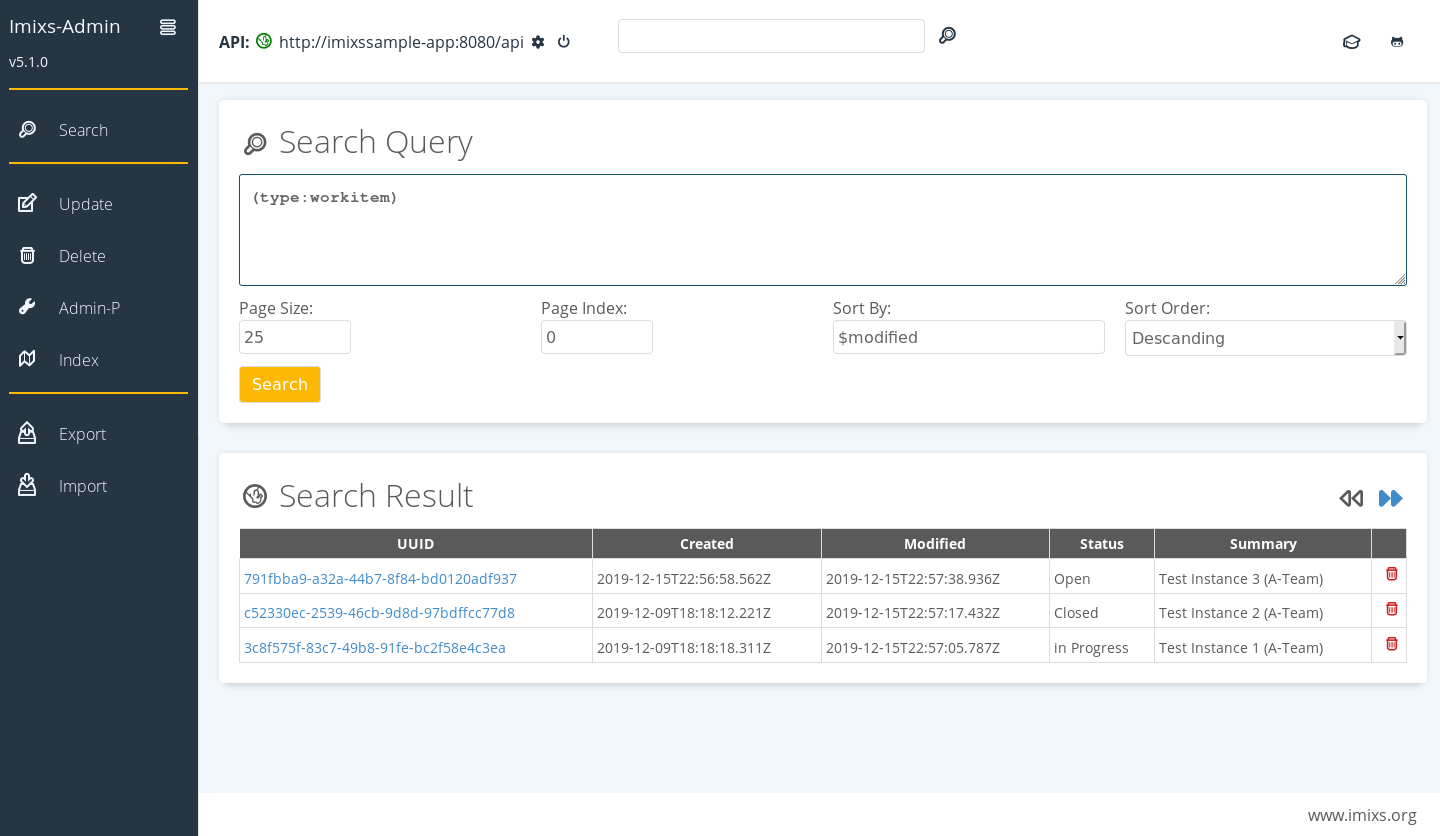 Imixs-Admin
v5.1.0
Search
Update
Delete
Admin-P
Index
Export
Import
API: http://imixssample-app:8080/api
Search Query
(type:workitem)
Page Size: Page Index: Sort By: Sort Order:
25 0 $modified Descanding
Search
Search Result
UUID Created Modified Status Summary
791fbba9-a32a-44b7-8f84-bd0120adf937 2019-12-15T22:56:58.562Z 2019-12-15T22:57:38.936Z Open Test Instance 3 (A-Team)
c52330ec-2539-46cb-9d8d-97bdffcc77d8 2019-12-09T18:18:12.221Z 2019-12-15T22:57:17.432Z Closed Test Instance 2 (A-Team)
3c8f575f-83c7-49b8-91fe-bc2f58e4c3ea 2019-12-09T18:18:18.311Z 2019-12-15T22:57:05.787Z in Progress Test Instance 1 (A-Team)
www.imixs.org